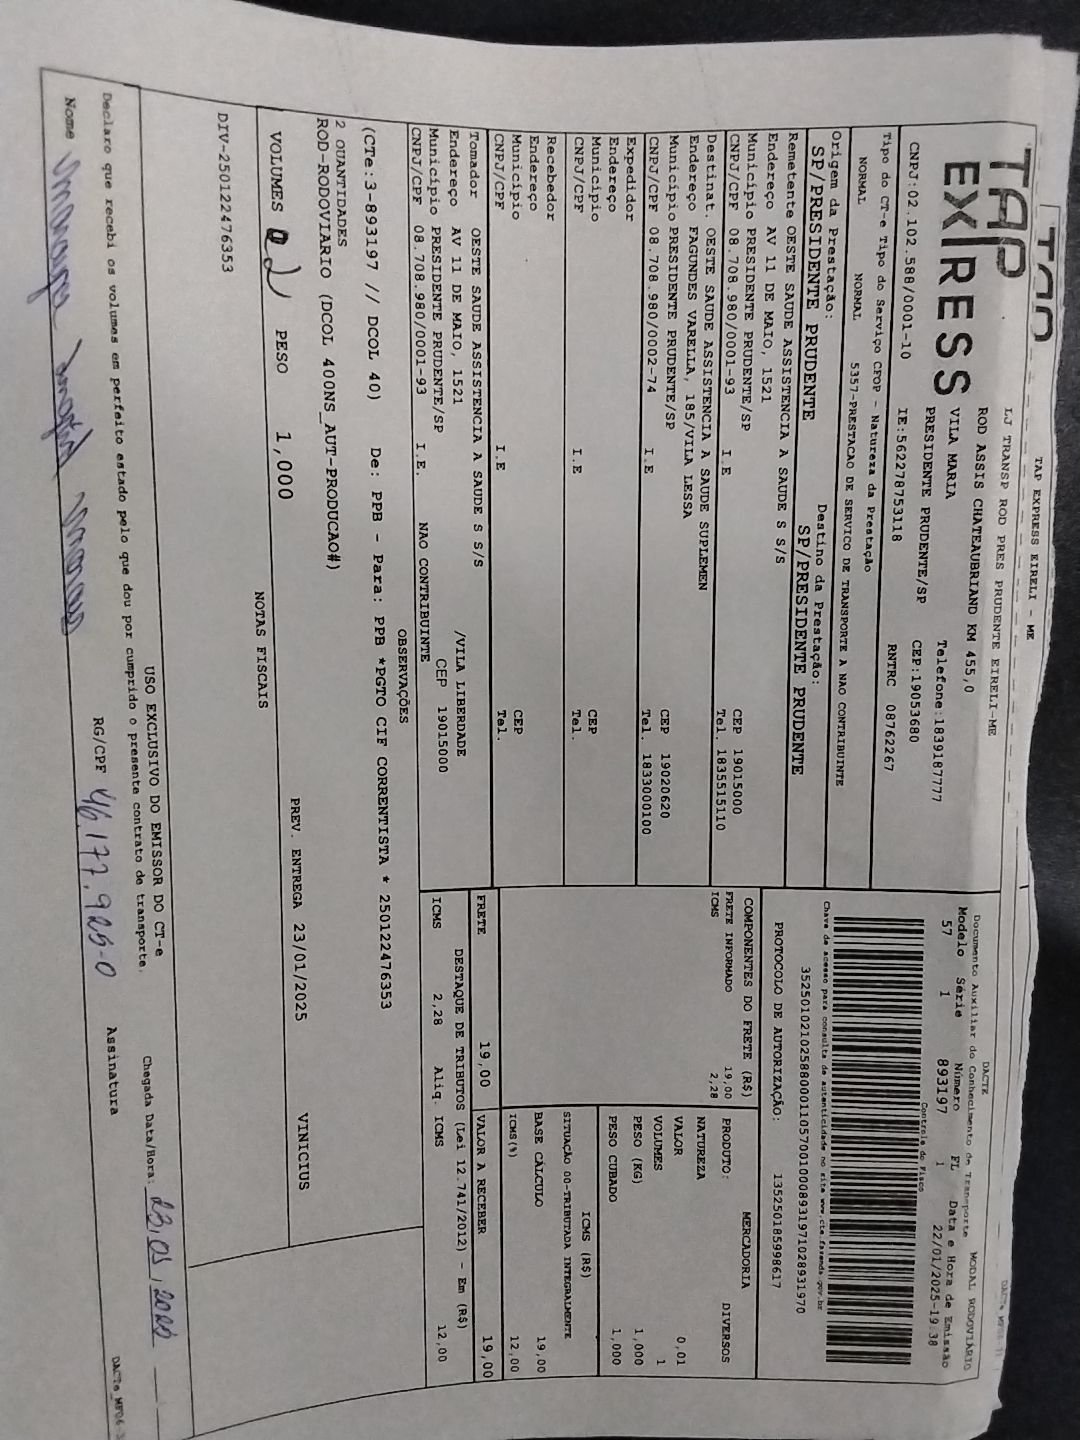 TAP EXPRESS EIRELI - ME
TAP
EXPRESS
LJ TRANSP ROD PRES PRUDENTE EIRELI-ME
ROD ASSIS CHATEAUBRIAND KM 455,0
VILA MARIA Telefone:1839187777
PRESIDENTE PRUDENTE/SP CEP:19053680
CNPJ:02.102.588/0001-10 IE:562278753118 RNTRC 08762267
DACTE
Documento Auxiliar do Conhecimento de Transporte MODAL RODOVIÁRIO
Modelo Série Número FL Data e Hora de Emissão
57 1 893197 1 22/01/2025-19:38
Controle do Fisco
Chave de acesso para consulta de autenticidade no site www.cte.fazenda.gov.br
PROTOCOLO DE AUTORIZAÇÃO: 135250185998617
Tipo do CT-e Tipo do Serviço CFOP - Natureza da Prestação
NORMAL NORMAL 5357-PRESTACAO DE SERVICO DE TRANSPORTE A NAO CONTRIBUINTE
Origem da Prestação: Destino da Prestação:
SP/PRESIDENTE PRUDENTE SP/PRESIDENTE PRUDENTE
Remetente OESTE SAUDE ASSISTENCIA A SAUDE S S/S
Endereço AV 11 DE MAIO, 1521
Município PRESIDENTE PRUDENTE/SP CEP 19015000
CNPJ/CPF 08.708.980/0001-93 I.E Tel. 1835515110
Destinat. OESTE SAUDE ASSISTENCIA A SAUDE SUPLEMEN
Endereço FAGUNDES VARELLA, 185/VILA LESSA
Município PRESIDENTE PRUDENTE/SP CEP 19020620
CNPJ/CPF 08.708.980/0002-74 I.E Tel. 1833000100
Expedidor
Endereço
Município CEP
CNPJ/CPF I.E Tel.
Recebedor
Endereço
Município CEP
CNPJ/CPF I.E Tel.
Tomador OESTE SAUDE ASSISTENCIA A SAUDE S S/S
Endereço AV 11 DE MAIO, 1521 /VILA LIBERDADE
Município PRESIDENTE PRUDENTE/SP CEP 19015000
CNPJ/CPF 08.708.980/0001-93 I.E. NAO CONTRIBUINTE
COMPONENTES DO FRETE (R$)
FRETE INFORMADO 19,00
ICMS 2,28
MERCADORIA
PRODUTO: DIVERSOS
NATUREZA
VALOR 0,01
VOLUMES 1
PESO (KG) 1,000
PESO CUBADO 1,000
ICMS (R$)
SITUAÇÃO 00-TRIBUTADA INTEGRALMENTE
BASE CÁLCULO 19,00
ICMS(%) 12,00
FRETE 19,00 VALOR A RECEBER 19,00
DESTAQUE DE TRIBUTOS (Lei 12.741/2012) - Em (R$)
ICMS 2,28 Aliq. ICMS 12,00
OBSERVAÇÕES
(CTe:3-893197 // DCOL 40) De: PPB - Para: PPB *PGTO CIF CORRENTISTA * 250122476353
2 QUANTIDADES
ROD-RODOVIARIO (DCOL 400NS_AUT-PRODUCAO#)
VOLUMES 2 PESO 1,000 PREV. ENTREGA 23/01/2025 VINICIUS
NOTAS FISCAIS
DIV-250122476353
USO EXCLUSIVO DO EMISSOR DO CT-e
Declaro que recebi os volumes em perfeito estado pelo que dou por cumprido o presente contrato de transporte.
Chegada Data/Hora: 23,01,2025
Nome RG/CPF 46.177.925-0 Assinatura